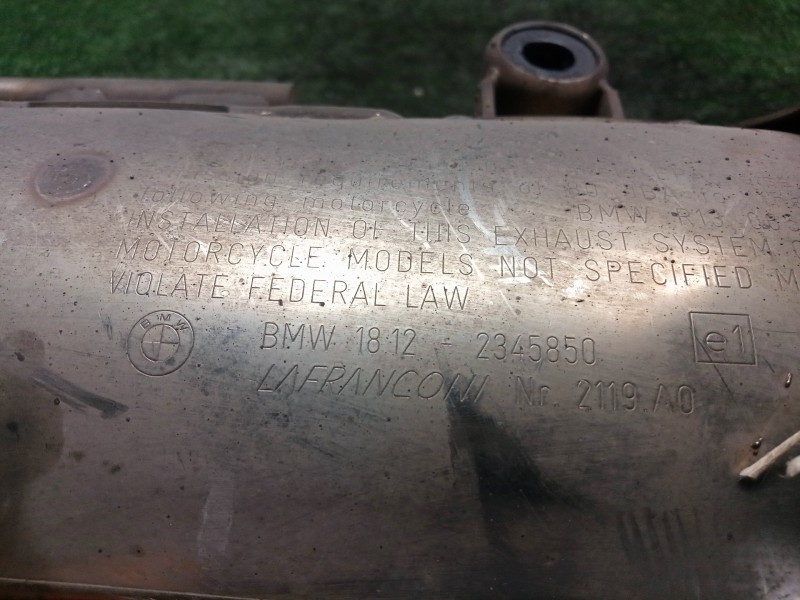 following motorcycle BMW
INSTALLATION OF THIS EXHAUST SYSTEM
MOTORCYCLE MODELS NOT SPECIFIED M
VIOLATE FEDERAL LAW
BMW
BMW 18.12 - 2345850
e1
LAFRANCONI Nr. 2119 A0